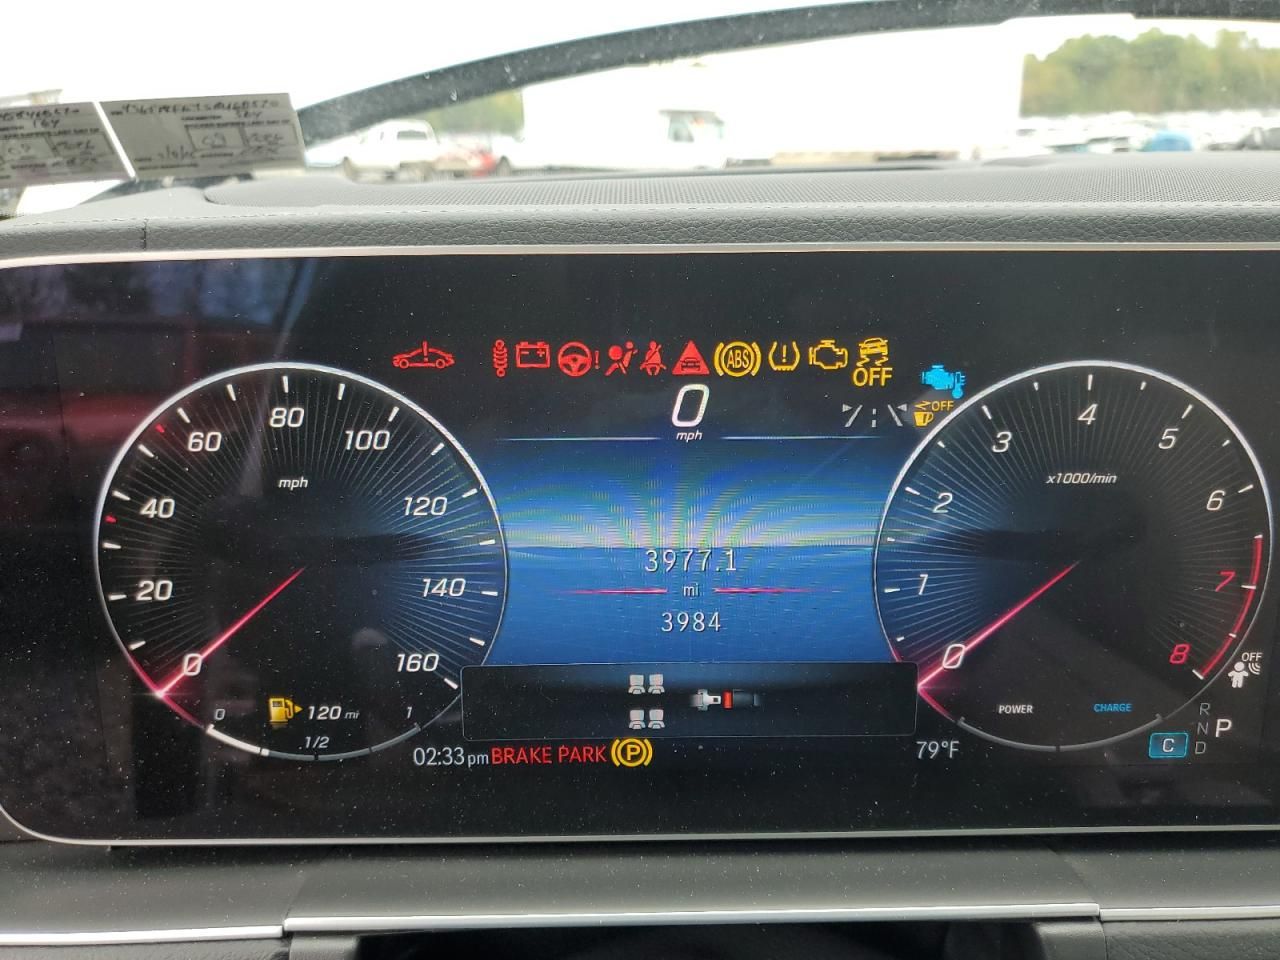 ABS
OFF
0
mph
OFF
80
60
100
mph
40
120
20
140
0
160
4
3
5
x1000/min
2
6
1
7
0
8
3977.1
mi
3984
0
120 mi
1
1/2
02:33 pm BRAKE PARK P
79°F
POWER
CHARGE
OFF
R
N P
C D